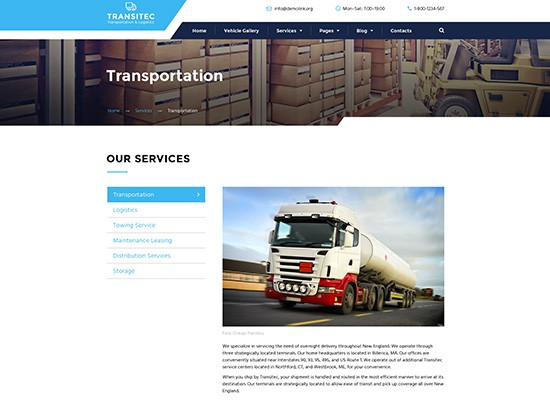 TRANSITEC
Transportation & Logistics
info@demolink.org
Mon–Sat: 7:00–19:00
1-800-1234-567
Home
Vehicle Gallery
Services
Pages
Blog
Contacts
Transportation
Home → Services → Transportation
OUR SERVICES
Transportation
Logistics
Towing Service
Maintenance Leasing
Distribution Services
Storage
We specialize in servicing the need of overnight delivery throughout New England. We operate through
three strategically located terminals. Our home headquarters is located in Billerica, MA. Our offices are
conveniently situated near Interstates 90, 93, 95, 495, and US Route 1. We operate out of additional Transitec
service centers located in Northford, CT, and Westbrook, ME, for your convenience.
When you ship by Transitec, your shipment is handled and routed in the most efficient manner to arrive at its
destination. Our terminals are strategically located to allow ease of transit and pick up coverage all over New
England.